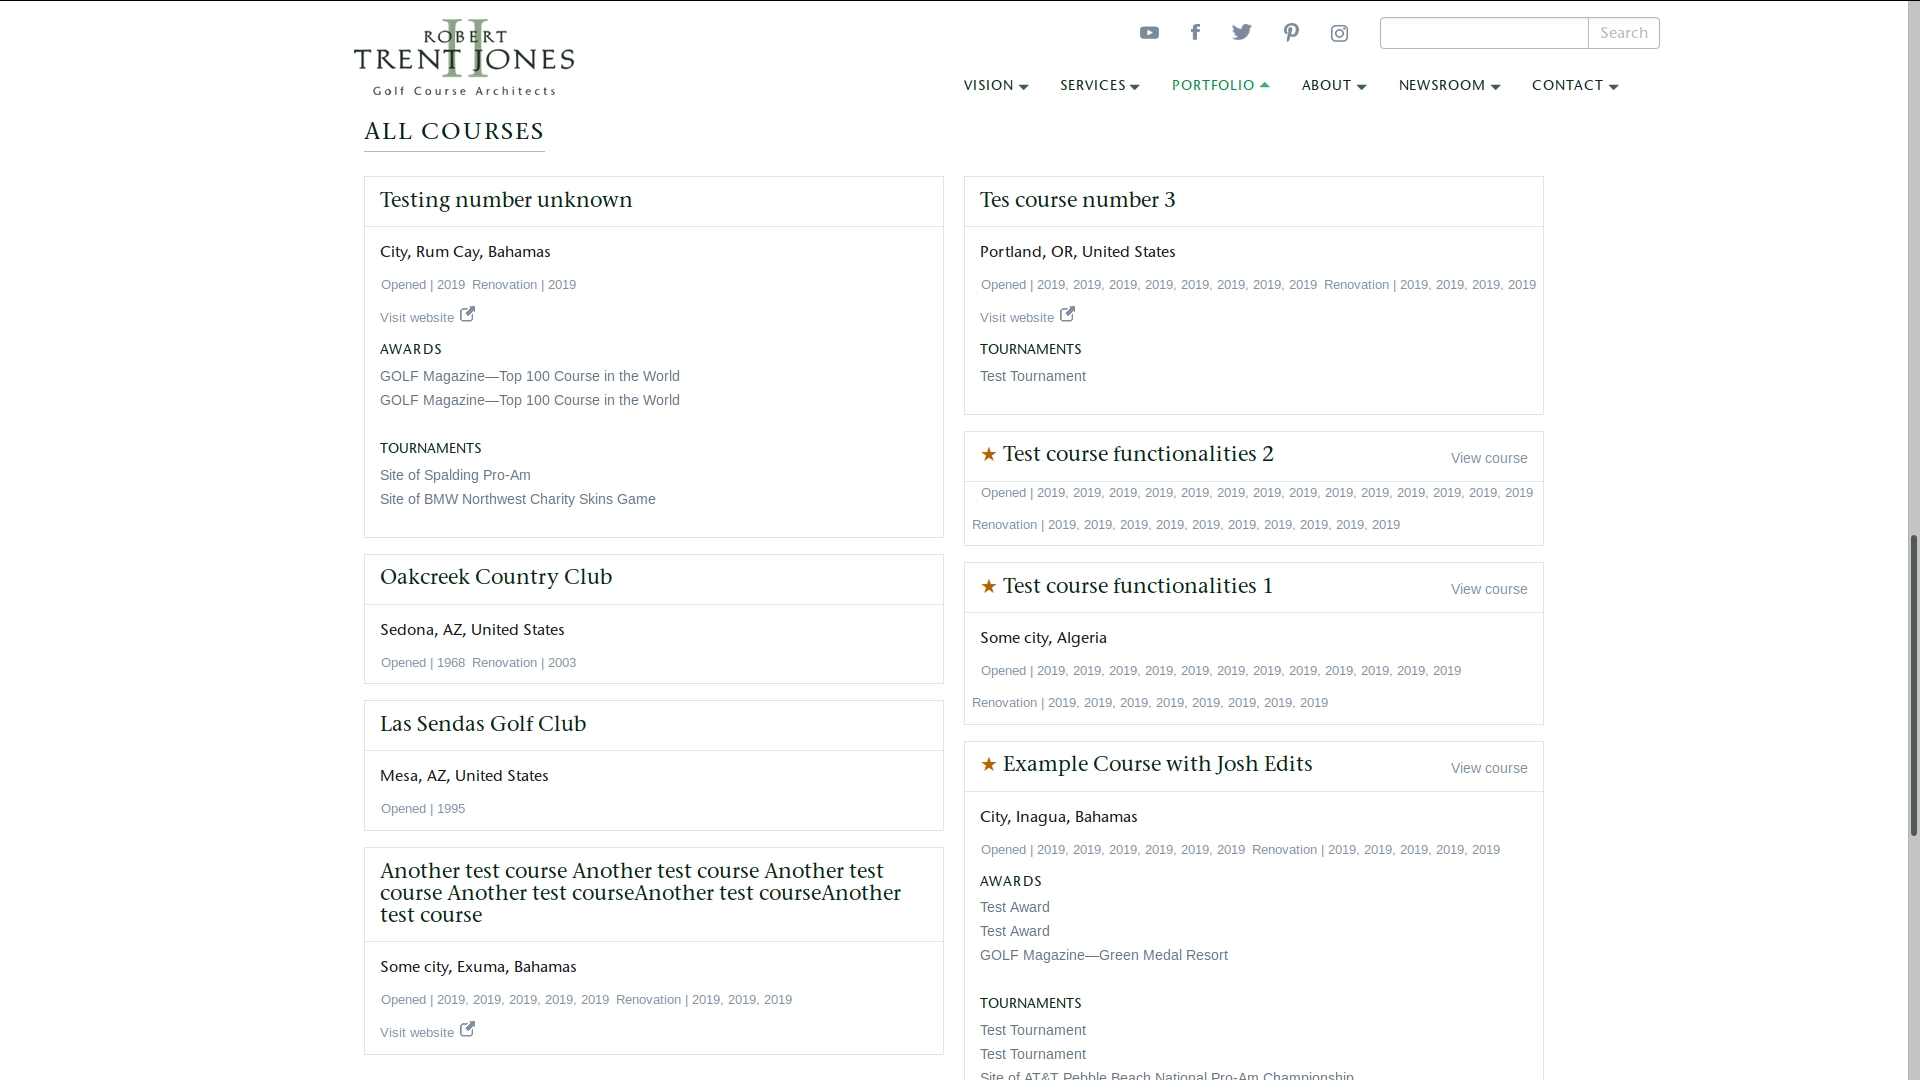 ROBERT
II
TRENT JONES
Golf Course Architects
Search
VISION
SERVICES
PORTFOLIO
ABOUT
NEWSROOM
CONTACT
ALL COURSES
Testing number unknown
City, Rum Cay, Bahamas
Opened | 2019 Renovation | 2019
Visit website
AWARDS
GOLF Magazine—Top 100 Course in the World
GOLF Magazine—Top 100 Course in the World
TOURNAMENTS
Site of Spalding Pro-Am
Site of BMW Northwest Charity Skins Game
Oakcreek Country Club
Sedona, AZ, United States
Opened | 1968 Renovation | 2003
Las Sendas Golf Club
Mesa, AZ, United States
Opened | 1995
Another test course Another test course Another test
course Another test courseAnother test courseAnother
test course
Some city, Exuma, Bahamas
Opened | 2019, 2019, 2019, 2019, 2019 Renovation | 2019, 2019, 2019
Visit website
Tes course number 3
Portland, OR, United States
Opened | 2019, 2019, 2019, 2019, 2019, 2019, 2019, 2019 Renovation | 2019, 2019, 2019, 2019
Visit website
TOURNAMENTS
Test Tournament
★ Test course functionalities 2
View course
Opened | 2019, 2019, 2019, 2019, 2019, 2019, 2019, 2019, 2019, 2019, 2019, 2019, 2019, 2019
Renovation | 2019, 2019, 2019, 2019, 2019, 2019, 2019, 2019, 2019, 2019
★ Test course functionalities 1
View course
Some city, Algeria
Opened | 2019, 2019, 2019, 2019, 2019, 2019, 2019, 2019, 2019, 2019, 2019, 2019
Renovation | 2019, 2019, 2019, 2019, 2019, 2019, 2019, 2019
★ Example Course with Josh Edits
View course
City, Inagua, Bahamas
Opened | 2019, 2019, 2019, 2019, 2019, 2019 Renovation | 2019, 2019, 2019, 2019, 2019
AWARDS
Test Award
Test Award
GOLF Magazine—Green Medal Resort
TOURNAMENTS
Test Tournament
Test Tournament
Site of AT&T Pebble Beach National Pro-Am Championship